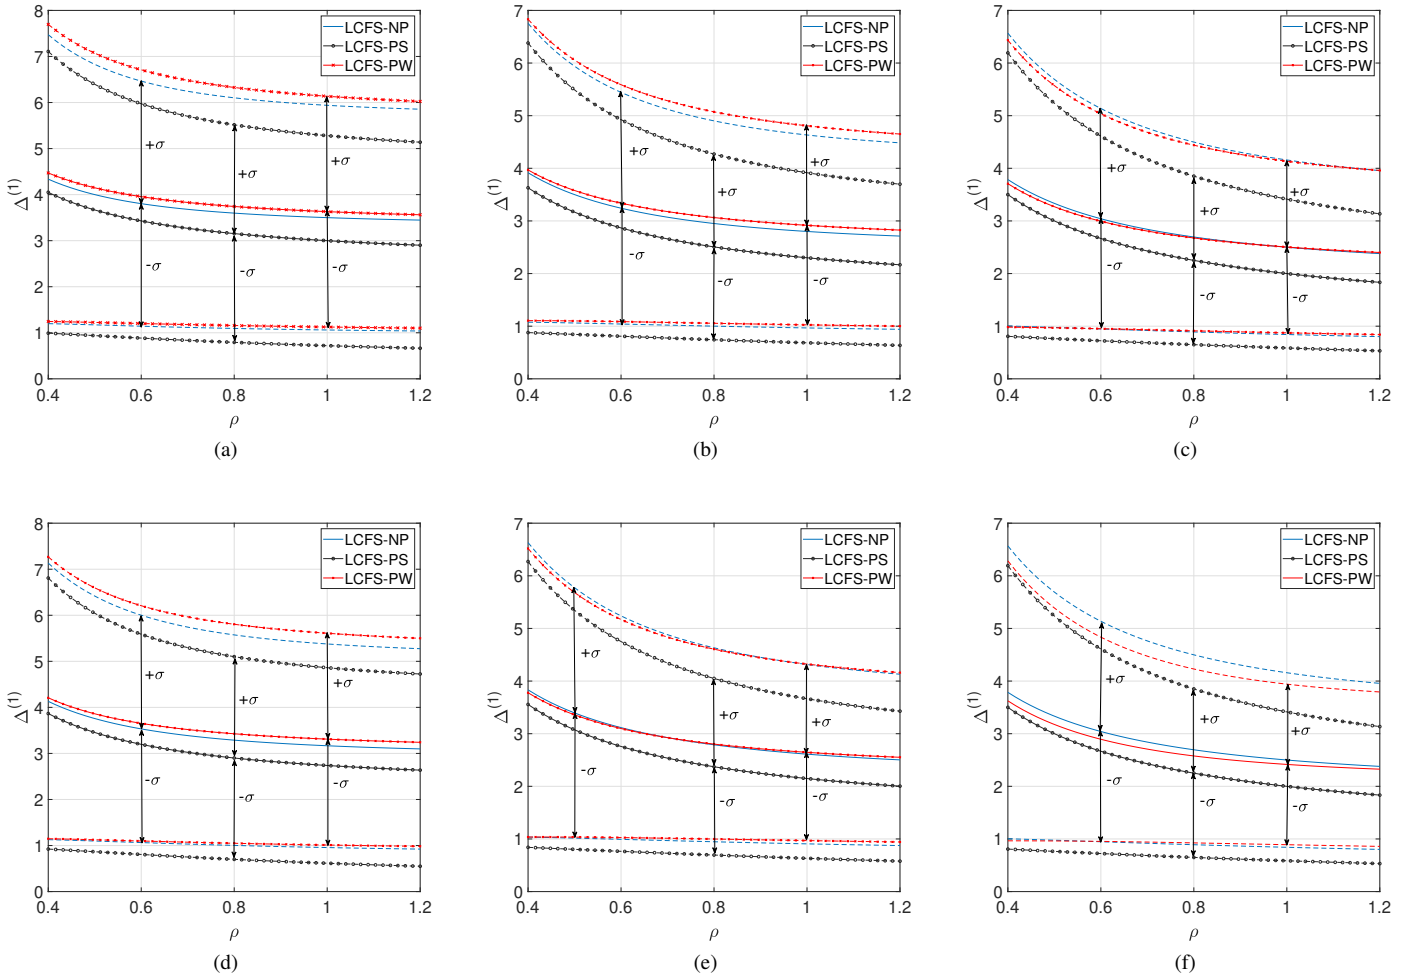 8
7
6
5
4
3
2
1
0
Δ(1)
LCFS-NP
LCFS-PS
LCFS-PW
+σ
+σ
+σ
-σ
-σ
-σ
0.4 0.6 0.8 1 1.2
ρ
(a)
7
6
5
4
3
2
1
0
Δ(1)
LCFS-NP
LCFS-PS
LCFS-PW
+σ
+σ
+σ
-σ
-σ
-σ
0.4 0.6 0.8 1 1.2
ρ
(b)
7
6
5
4
3
2
1
0
Δ(1)
LCFS-NP
LCFS-PS
LCFS-PW
+σ
+σ
+σ
-σ
-σ
-σ
0.4 0.6 0.8 1 1.2
ρ
(c)
8
7
6
5
4
3
2
1
0
Δ(1)
LCFS-NP
LCFS-PS
LCFS-PW
+σ
+σ
+σ
-σ
-σ
-σ
0.4 0.6 0.8 1 1.2
ρ
(d)
7
6
5
4
3
2
1
0
Δ(1)
LCFS-NP
LCFS-PS
LCFS-PW
+σ
+σ
+σ
-σ
-σ
-σ
0.4 0.6 0.8 1 1.2
ρ
(e)
7
6
5
4
3
2
1
0
Δ(1)
LCFS-NP
LCFS-PS
LCFS-PW
+σ
+σ
+σ
-σ
-σ
-σ
0.4 0.6 0.8 1 1.2
ρ
(f)